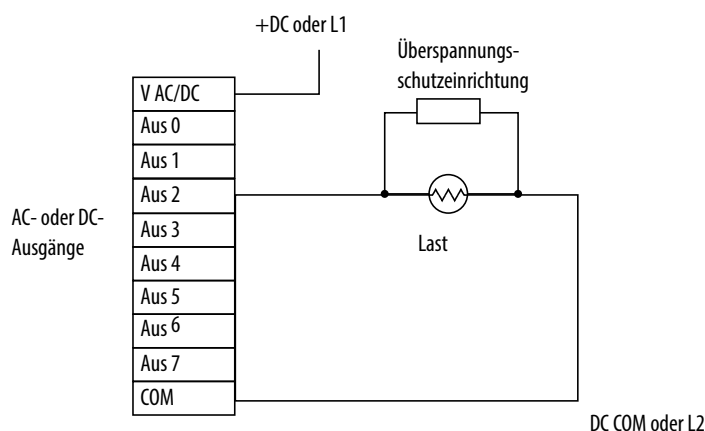 +DC oder L1
Überspannungs-
schutzeinrichtung
V AC/DC
Aus 0
Aus 1
Aus 2
Aus 3
Aus 4
Aus 5
Aus 6
Aus 7
COM
AC- oder DC-
Ausgänge
Last
DC COM oder L2